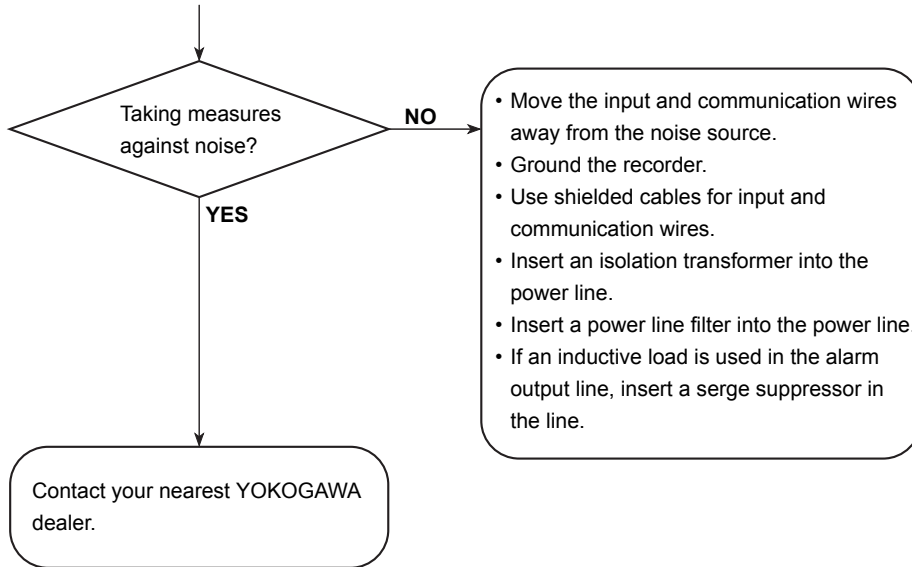 Taking measures
against noise?
NO
YES
• Move the input and communication wires
away from the noise source.
• Ground the recorder.
• Use shielded cables for input and
communication wires.
• Insert an isolation transformer into the
power line.
• Insert a power line filter into the power line.
• If an inductive load is used in the alarm
output line, insert a serge suppressor in
the line.
Contact your nearest YOKOGAWA
dealer.